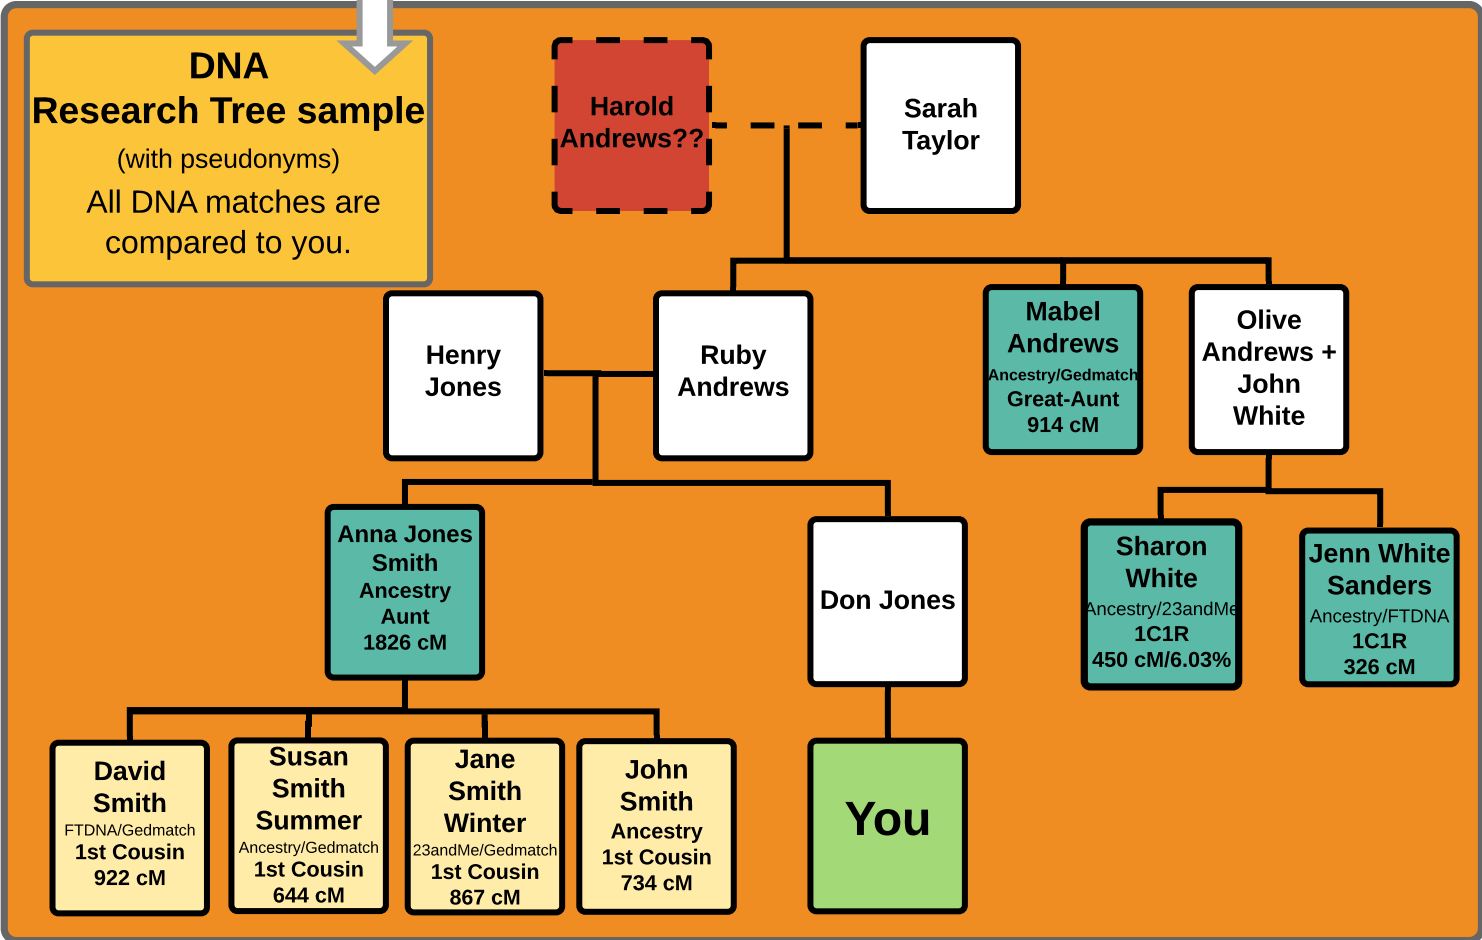 DNA
Research Tree sample
(with pseudonyms)
All DNA matches are
compared to you.
Harold
Andrews??
Sarah
Taylor
Henry
Jones
Ruby
Andrews
Mabel
Andrews
Ancestry/Gedmatch
Great-Aunt
914 cM
Olive
Andrews +
John
White
Anna Jones
Smith
Ancestry
Aunt
1826 cM
Don Jones
Sharon
White
Ancestry/23andMe
1C1R
450 cM/6.03%
Jenn White
Sanders
Ancestry/FTDNA
1C1R
326 cM
David
Smith
FTDNA/Gedmatch
1st Cousin
922 cM
Susan
Smith
Summer
Ancestry/Gedmatch
1st Cousin
644 cM
Jane
Smith
Winter
23andMe/Gedmatch
1st Cousin
867 cM
John
Smith
Ancestry
1st Cousin
734 cM
You